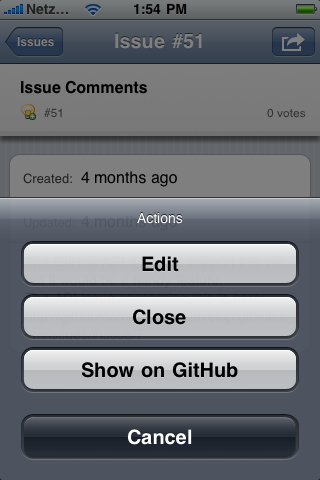 Netz... 1:54 PM
Issues Issue #51
Issue Comments
#51 0 votes
Created: 4 months ago
Updated: 4 months ago
Actions
Edit
Close
Show on GitHub
Cancel